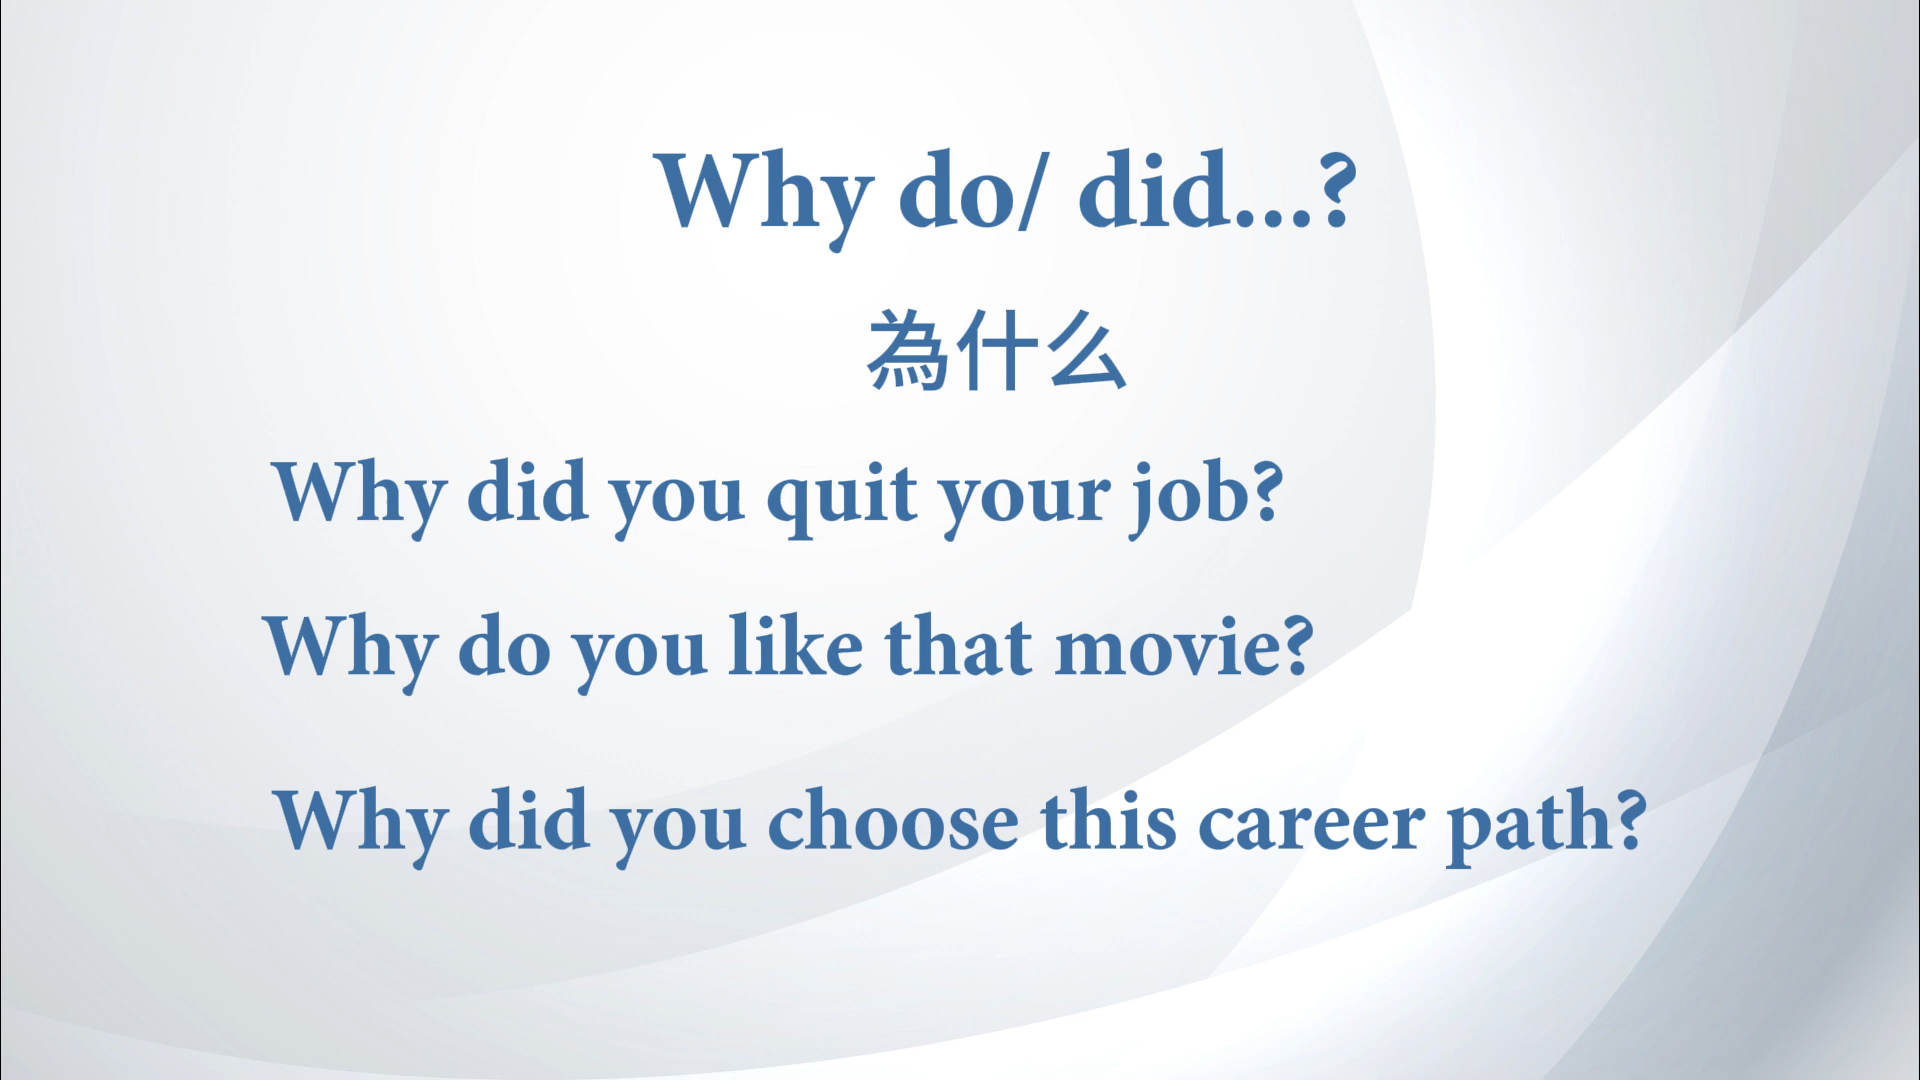 Why do/ did...?
為什么
Why did you quit your job?
Why do you like that movie?
Why did you choose this career path?